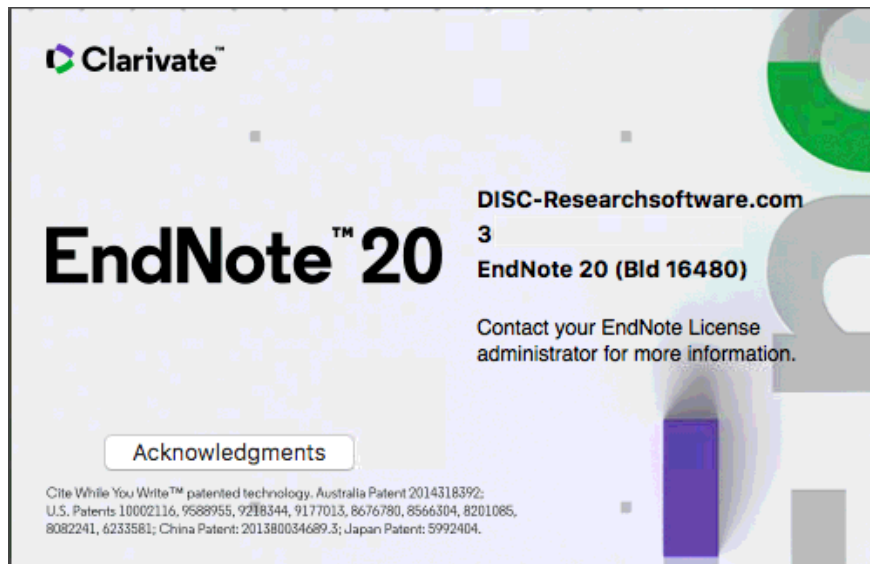 Clarivate™
EndNote™ 20
DISC-Researchsoftware.com
3
EndNote 20 (Bld 16480)
Contact your EndNote License
administrator for more information.
Acknowledgments
Cite While You Write™ patented technology. Australia Patent 2014318392;
U.S. Patents 10002116, 9588955, 9218344, 9177013, 8676780, 8566304, 8201085,
8082241, 6233581; China Patent: 201380034689.3; Japan Patent: 5992404.